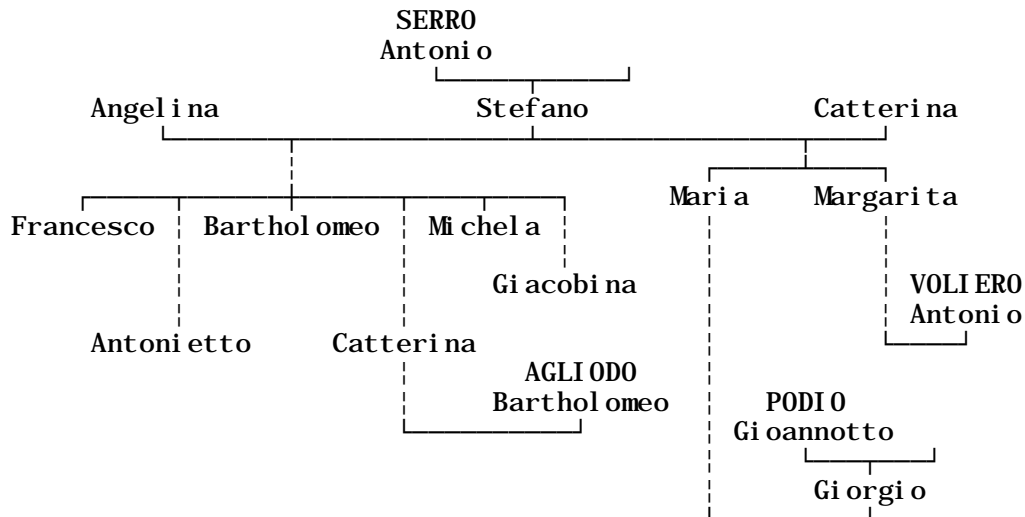 SERRO
Antonio
Angelina Stefano Catterina
Maria Margarita
Francesco Bartholomeo Michela
Giacobina VOLIERO
Antonio
Antonietto Catterina
AGLIODO
Bartholomeo PODIO
Gioannotto
Giorgio